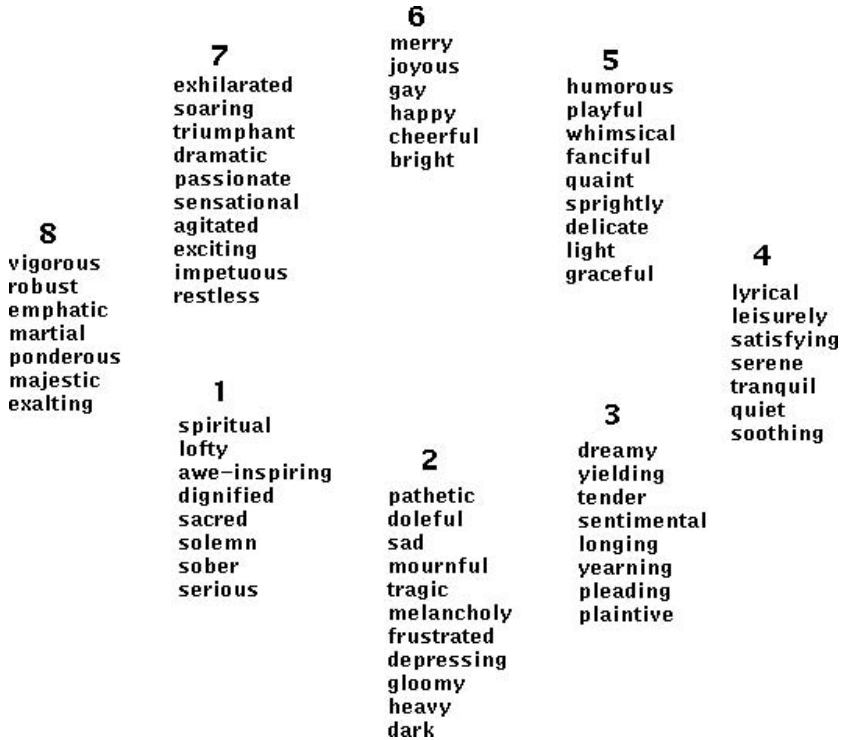 6
merry
joyous
gay
happy
cheerful
bright
7
exhilarated
soaring
triumphant
dramatic
passionate
sensational
agitated
exciting
impetuous
restless
5
humorous
playful
whimsical
fanciful
quaint
sprightly
delicate
light
graceful
8
vigorous
robust
emphatic
martial
ponderous
majestic
exalting
4
lyrical
leisurely
satisfying
serene
tranquil
quiet
soothing
1
spiritual
lofty
awe-inspiring
dignified
sacred
solemn
sober
serious
2
pathetic
doleful
sad
mournful
tragic
melancholy
frustrated
depressing
gloomy
heavy
dark
3
dreamy
yielding
tender
sentimental
longing
yearning
pleading
plaintive